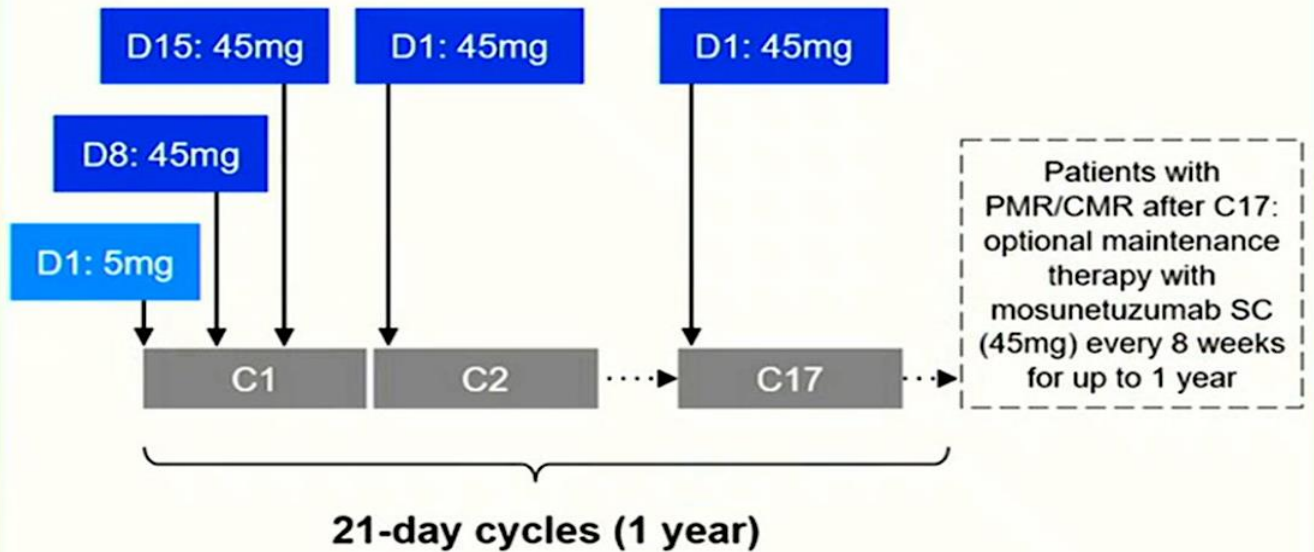 D15: 45mg
D1: 45mg
D1: 45mg
D8: 45mg
D1: 5mg
Patients with
PMR/CMR after C17:
optional maintenance
therapy with
mosunetuzumab SC
(45mg) every 8 weeks
for up to 1 year
C1
C2
C17
21-day cycles (1 year)